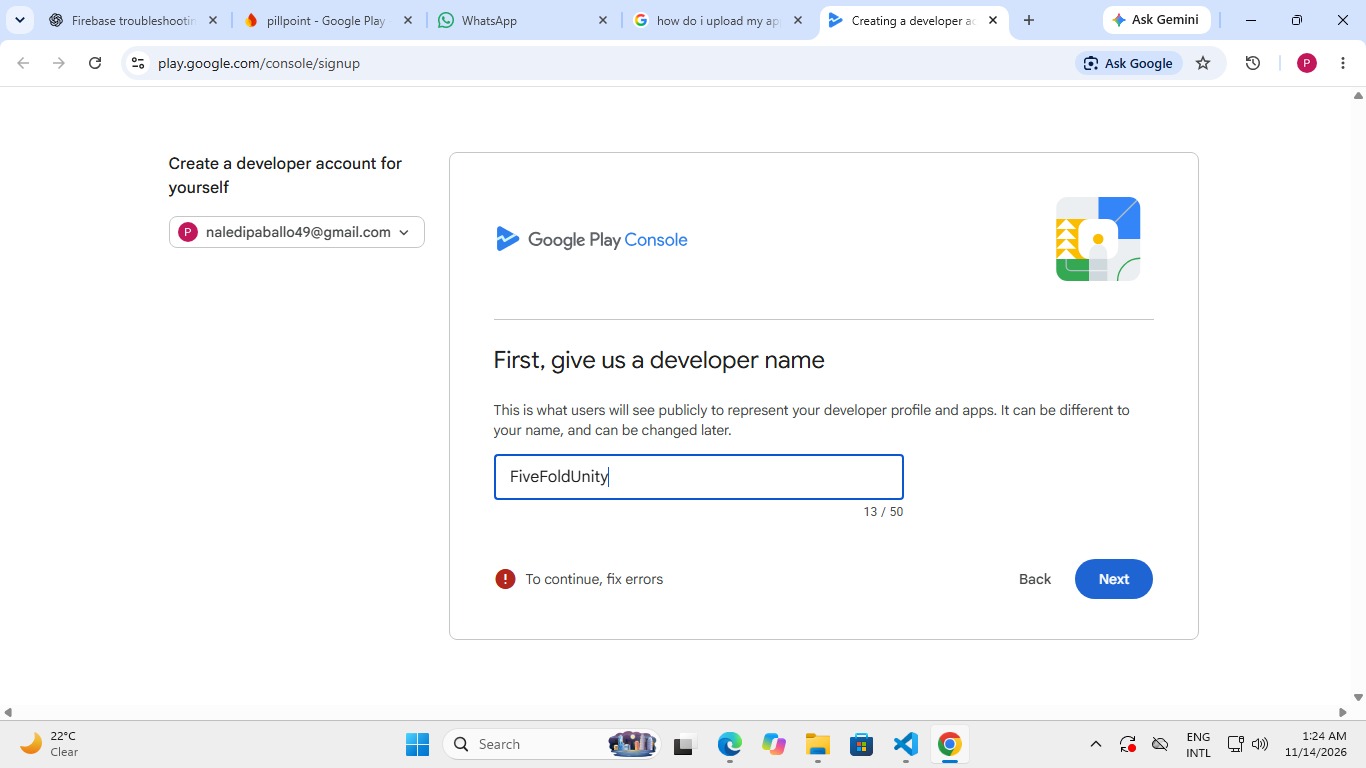 Firebase troubleshootin
pillpoint - Google Play
WhatsApp
how do i upload my ap
Creating a developer ac
Ask Gemini
play.google.com/console/signup
Ask Google
P
Create a developer account for
yourself
P naledipaballo49@gmail.com
Google Play Console
First, give us a developer name
This is what users will see publicly to represent your developer profile and apps. It can be different to
your name, and can be changed later.
FiveFoldUnity
13 / 50
To continue, fix errors
Back
Next
22°C
Clear
Search
ENG
INTL
1:24 AM
11/14/2026